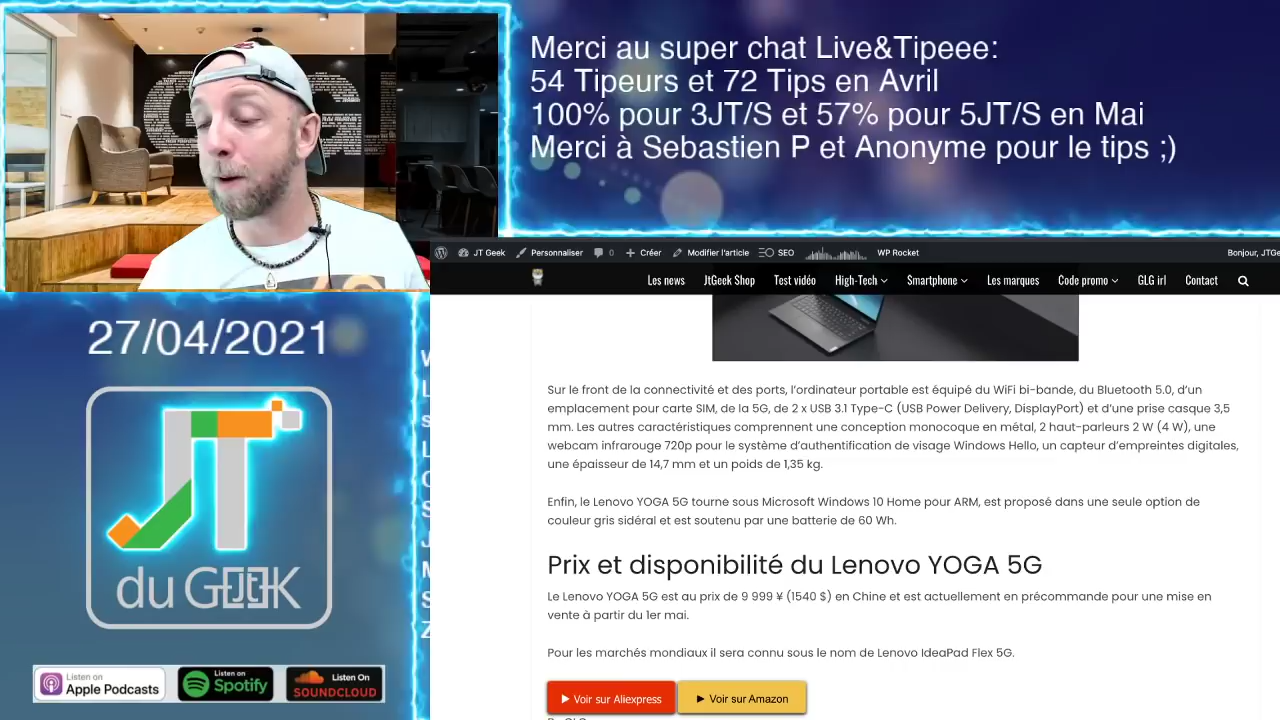 Merci au super chat Live&Tipeee:
54 Tipeurs et 72 Tips en Avril
100% pour 3JT/S et 57% pour 5JT/S en Mai
Merci à Sebastien P et Anonyme pour le tips ;)
JT Geek Personnaliser 0 Créer Modifier l'article SEO WP Rocket Bonjour, JTGe
Les news JtGeek Shop Test vidéo High-Tech Smartphone Les marques Code promo GLG irl Contact
27/04/2021
JT
du GEEK
Listen on
Apple Podcasts
Listen on
Spotify
Listen On
SOUNDCLOUD
Sur le front de la connectivité et des ports, l'ordinateur portable est équipé du WiFi bi-bande, du Bluetooth 5.0, d'un
emplacement pour carte SIM, de la 5G, de 2 x USB 3.1 Type-C (USB Power Delivery, DisplayPort) et d'une prise casque 3,5
mm. Les autres caractéristiques comprennent une conception monocoque en métal, 2 haut-parleurs 2 W (4 W), une
webcam infrarouge 720p pour le système d'authentification de visage Windows Hello, un capteur d'empreintes digitales,
une épaisseur de 14,7 mm et un poids de 1,35 kg.
Enfin, le Lenovo YOGA 5G tourne sous Microsoft Windows 10 Home pour ARM, est proposé dans une seule option de
couleur gris sidéral et est soutenu par une batterie de 60 Wh.
Prix et disponibilité du Lenovo YOGA 5G
Le Lenovo YOGA 5G est au prix de 9 999 ¥ (1540 $) en Chine et est actuellement en précommande pour une mise en
vente à partir du 1er mai.
Pour les marchés mondiaux il sera connu sous le nom de Lenovo IdeaPad Flex 5G.
Voir sur Aliexpress
Voir sur Amazon